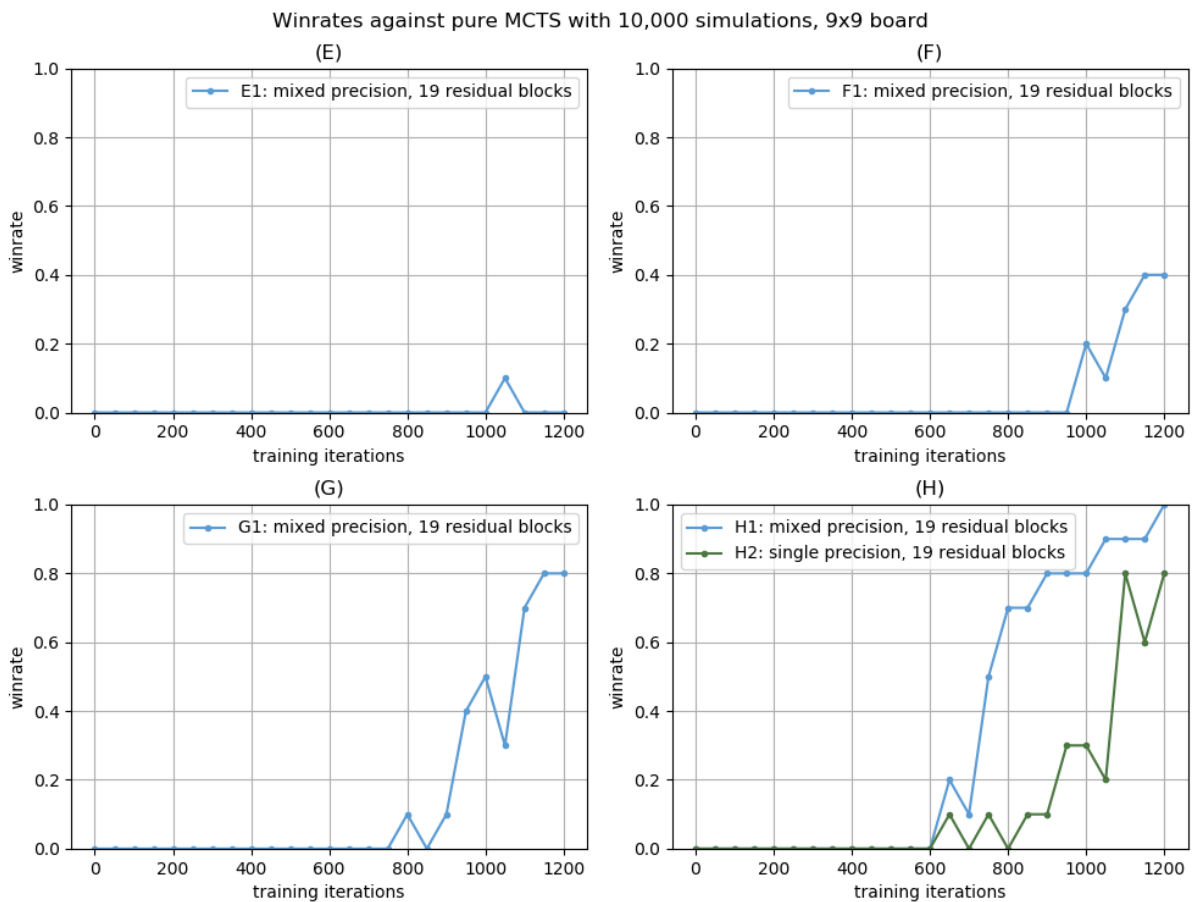 Winrates against pure MCTS with 10,000 simulations, 9x9 board
(E)
E1: mixed precision, 19 residual blocks
1.0
0.8
0.6
0.4
0.2
0.0
winrate
0 200 400 600 800 1000 1200
training iterations
(F)
F1: mixed precision, 19 residual blocks
1.0
0.8
0.6
0.4
0.2
0.0
winrate
0 200 400 600 800 1000 1200
training iterations
(G)
G1: mixed precision, 19 residual blocks
1.0
0.8
0.6
0.4
0.2
0.0
winrate
0 200 400 600 800 1000 1200
training iterations
(H)
H1: mixed precision, 19 residual blocks
H2: single precision, 19 residual blocks
1.0
0.8
0.6
0.4
0.2
0.0
winrate
0 200 400 600 800 1000 1200
training iterations